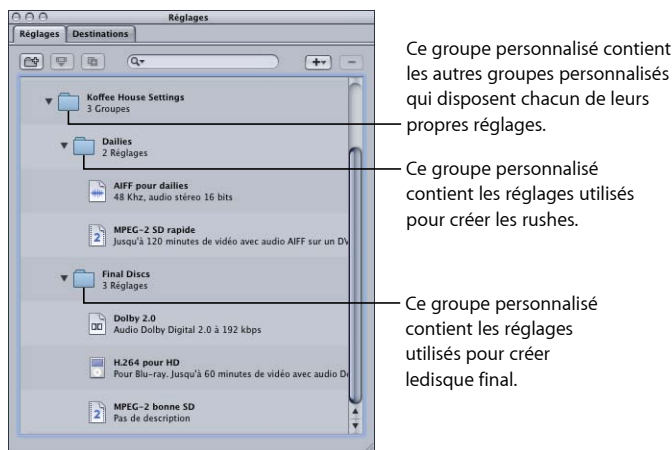 Réglages
Réglages Destinations
Koffee House Settings
3 Groupes
Dailies
2 Réglages
AIFF pour dailies
48 Khz, audio stéréo 16 bits
MPEG-2 SD rapide
Jusqu'à 120 minutes de vidéo avec audio AIFF sur un DV
Final Discs
3 Réglages
Dolby 2.0
Audio Dolby Digital 2.0 à 192 kbps
H.264 pour HD
Pour Blu-ray. Jusqu'à 60 minutes de vidéo avec audio Do
MPEG-2 bonne SD
Pas de description
Ce groupe personnalisé contient
les autres groupes personnalisés
qui disposent chacun de leurs
propres réglages.
Ce groupe personnalisé
contient les réglages utilisés
pour créer les rushes.
Ce groupe personnalisé
contient les réglages
utilisés pour créer
ledisque final.